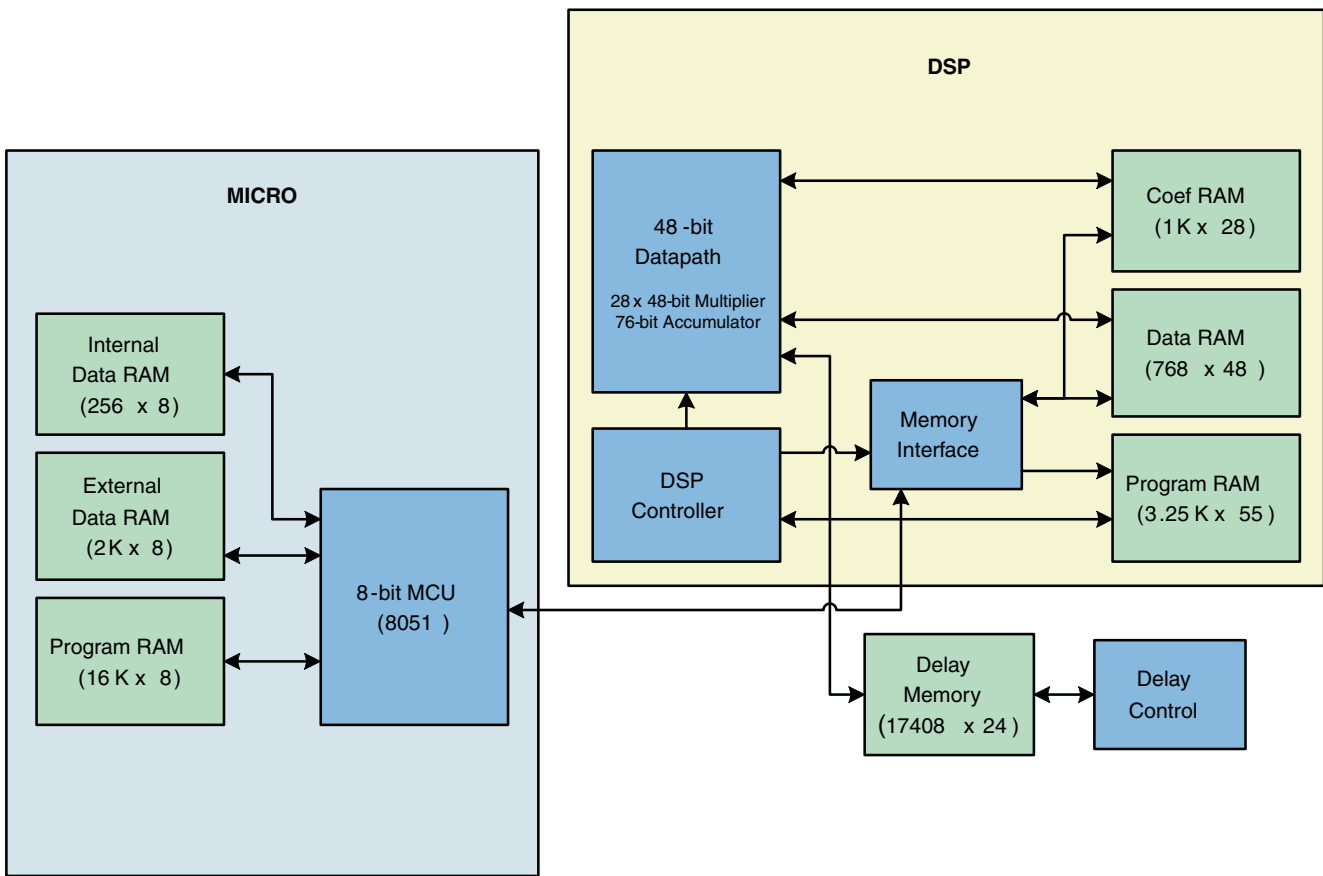 MICRO
Internal
Data RAM
(256 x 8)
External
Data RAM
(2K x 8)
Program RAM
(16 K x 8)
8-bit MCU
(8051 )
DSP
48 -bit
Datapath
28 x 48-bit Multiplier
76-bit Accumulator
DSP
Controller
Memory
Interface
Coef RAM
(1K x 28)
Data RAM
(768 x 48 )
Program RAM
(3.25 K x 55)
Delay
Memory
(17408 x 24 )
Delay
Control